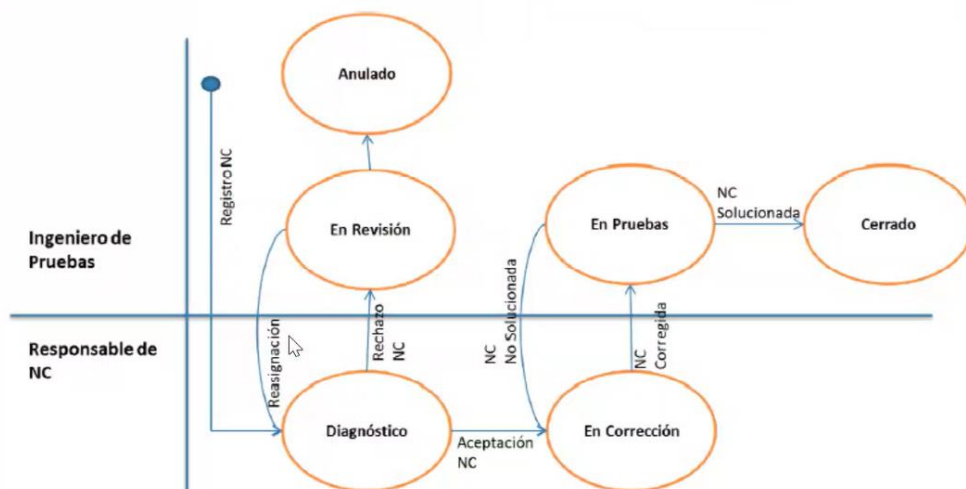 Anulado
Registro NC
En Revisión
En Pruebas
NC
Solucionada
Cerrado
Ingeniero de
Pruebas
Responsable de
NC
Reasignación
Rechazo
NC
NC
No Solucionada
NC
Corregida
Diagnóstico
Aceptación
NC
En Corrección